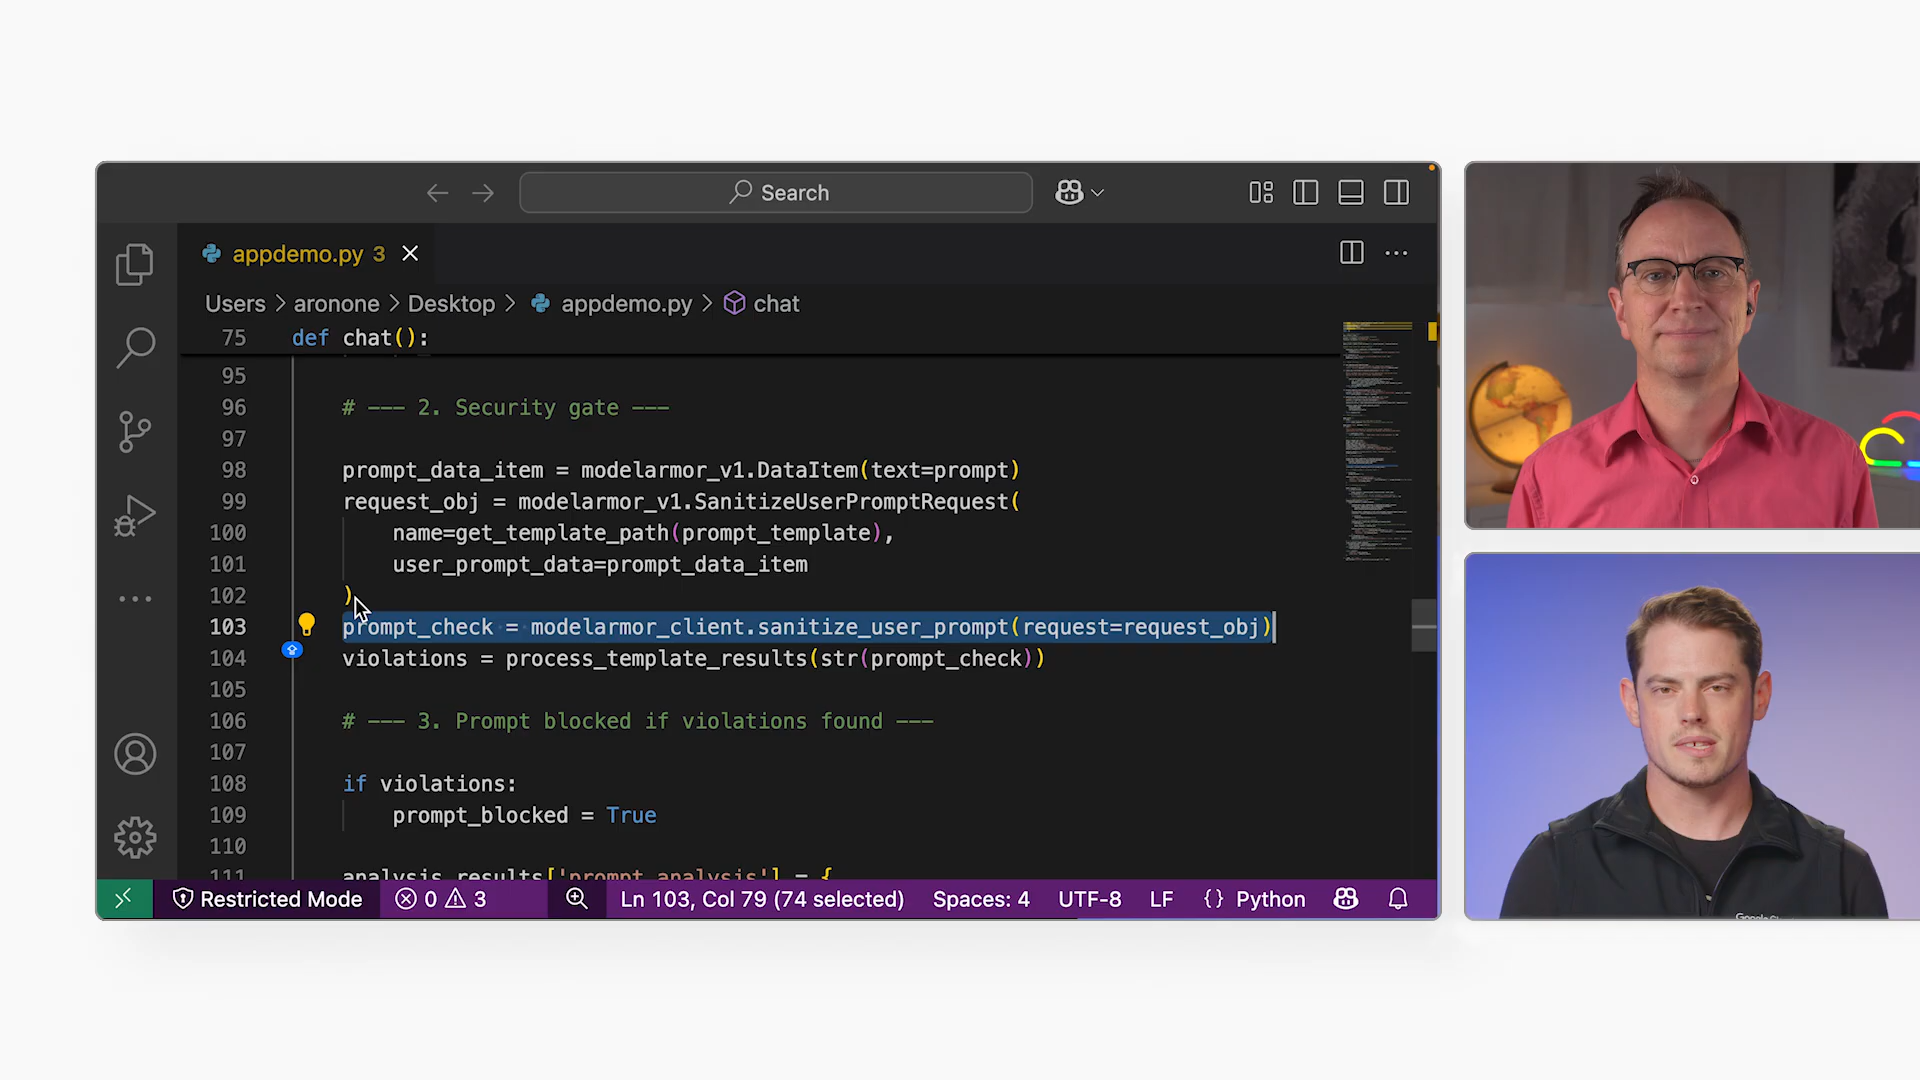 Search
appdemo.py 3
Users > aronone > Desktop > appdemo.py > chat
75 def chat():
95
96 # --- 2. Security gate ---
97
98 prompt_data_item = modelarmor_v1.DataItem(text=prompt)
99 request_obj = modelarmor_v1.SanitizeUserPromptRequest(
100 name=get_template_path(prompt_template),
101 user_prompt_data=prompt_data_item
102 )
103 prompt_check = modelarmor_client.sanitize_user_prompt(request=request_obj)
104 violations = process_template_results(str(prompt_check))
105
106 # --- 3. Prompt blocked if violations found ---
107
108 if violations:
109 prompt_blocked = True
110
111 analysis_results['prompt_analysis'] = {
Restricted Mode 0 3 Ln 103, Col 79 (74 selected) Spaces: 4 UTF-8 LF {} Python